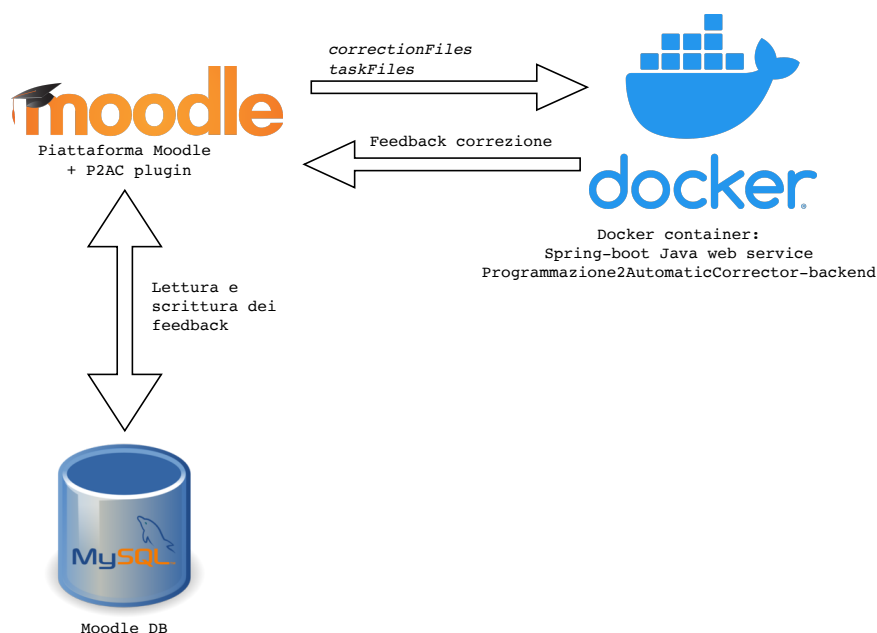 correctionFiles
taskFiles
moodle
Piattaforma Moodle
+ P2AC plugin
Feedback correzione
docker
Docker container:
Spring-boot Java web service
Programmazione2AutomaticCorrector-backend
Lettura e
scrittura dei
feedback
MySQL
Moodle DB